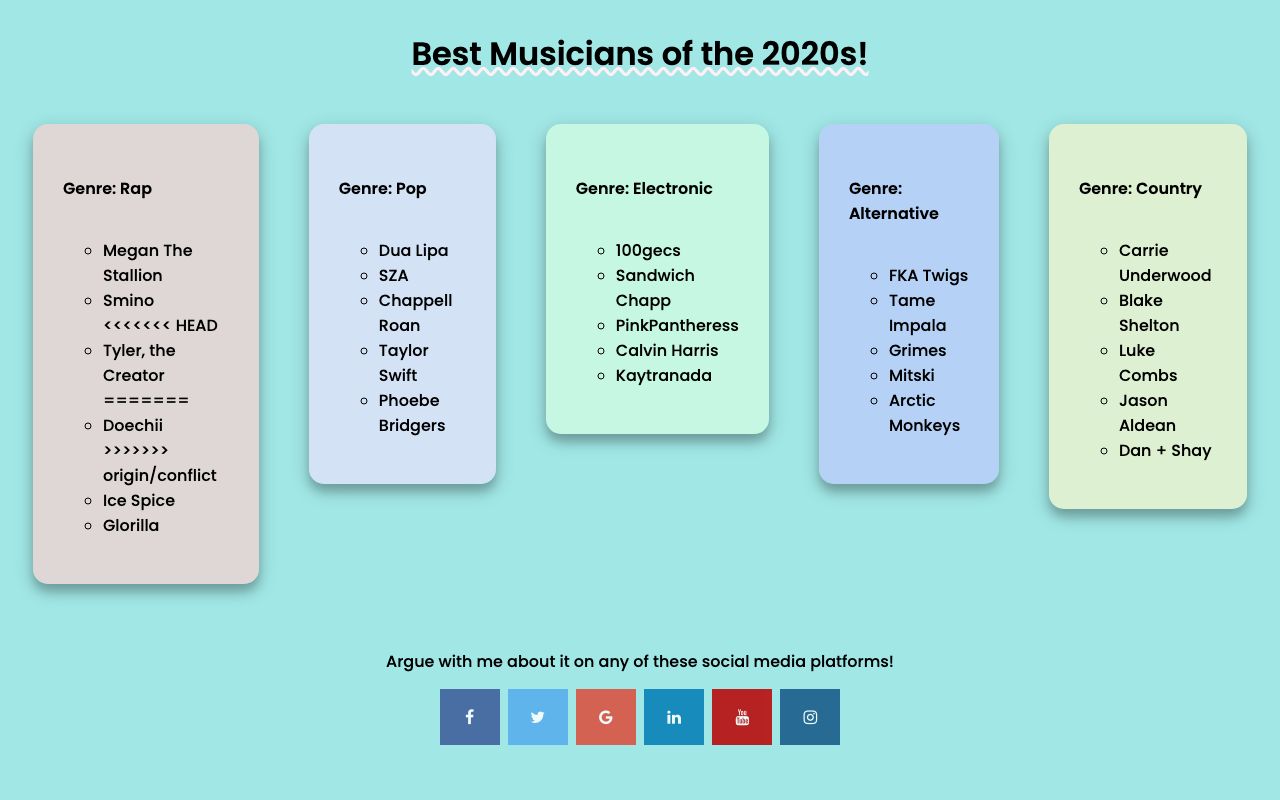 Best Musicians of the 2020s!
Genre: Rap
Megan The
Stallion
Smino
<<<<<<< HEAD
Tyler, the
Creator
=======
Doechii
>>>>>>>
origin/conflict
Ice Spice
Glorilla
Genre: Pop
Dua Lipa
SZA
Chappell
Roan
Taylor
Swift
Phoebe
Bridgers
Genre: Electronic
100gecs
Sandwich
Chapp
PinkPantheress
Calvin Harris
Kaytranada
Genre:
Alternative
FKA Twigs
Tame
Impala
Grimes
Mitski
Arctic
Monkeys
Genre: Country
Carrie
Underwood
Blake
Shelton
Luke
Combs
Jason
Aldean
Dan + Shay
Argue with me about it on any of these social media platforms!
f
G
in
You
Tube